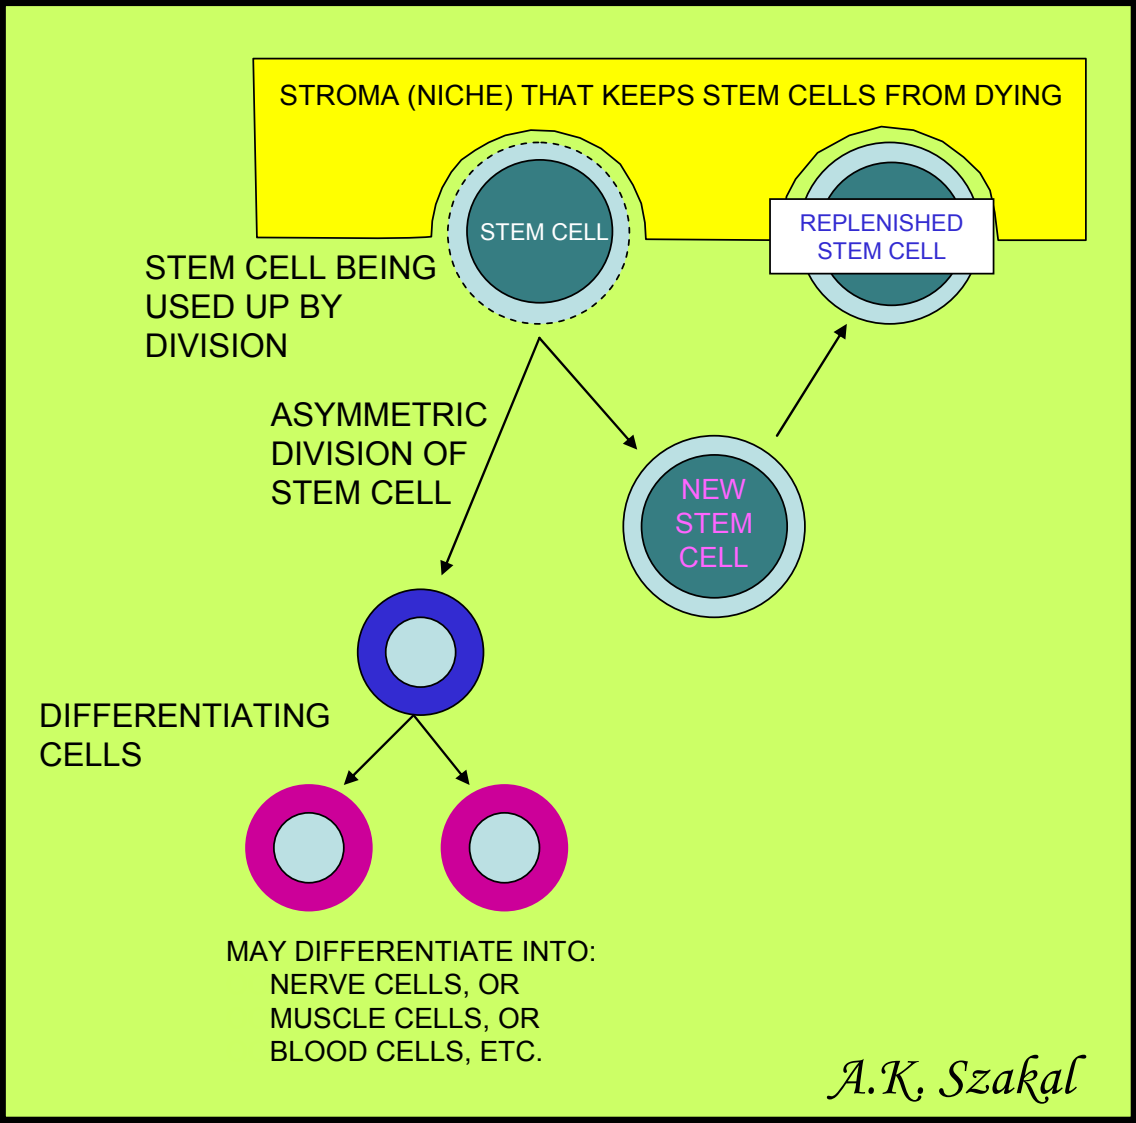 STROMA (NICHE) THAT KEEPS STEM CELLS FROM DYING
STEM CELL
REPLENISHED
STEM CELL
STEM CELL BEING
USED UP BY
DIVISION
ASYMMETRIC
DIVISION OF
STEM CELL
NEW
STEM
CELL
DIFFERENTIATING
CELLS
MAY DIFFERENTIATE INTO:
NERVE CELLS, OR
MUSCLE CELLS, OR
BLOOD CELLS, ETC.
A.K. Szakal